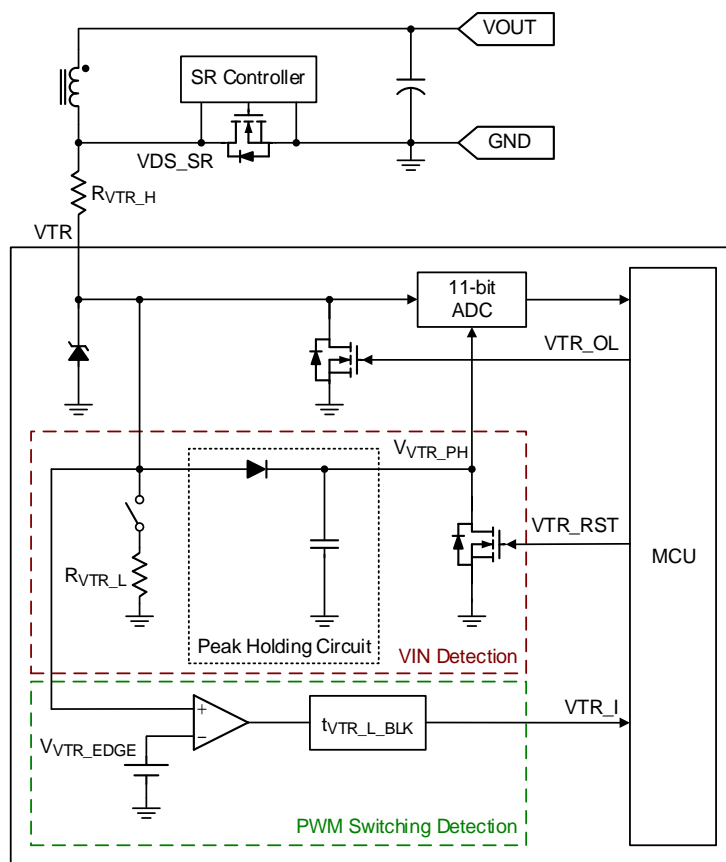 VOUT
SR Controller
GND
VDS_SR
RVTR_H
VTR
11-bit
ADC
VTR_OL
VVTR_PH
VTR_RST
MCU
RVTR_L
Peak Holding Circuit
VIN Detection
+
tVTR_L_BLK
VTR_I
−
VVTR_EDGE
PWM Switching Detection